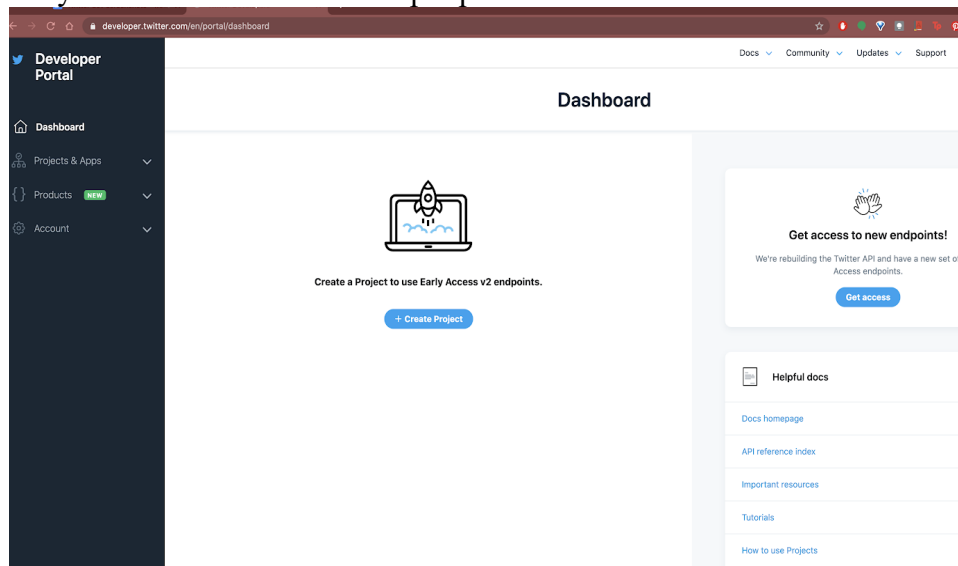 developer.twitter.com/en/portal/dashboard
Developer
Portal
Docs Community Updates Support
Dashboard
Dashboard
Projects & Apps
Products NEW
Account
Create a Project to use Early Access v2 endpoints.
+ Create Project
Get access to new endpoints!
We're rebuilding the Twitter API and have a new set of
Access endpoints.
Get access
Helpful docs
Docs homepage
API reference index
Important resources
Tutorials
How to use Projects